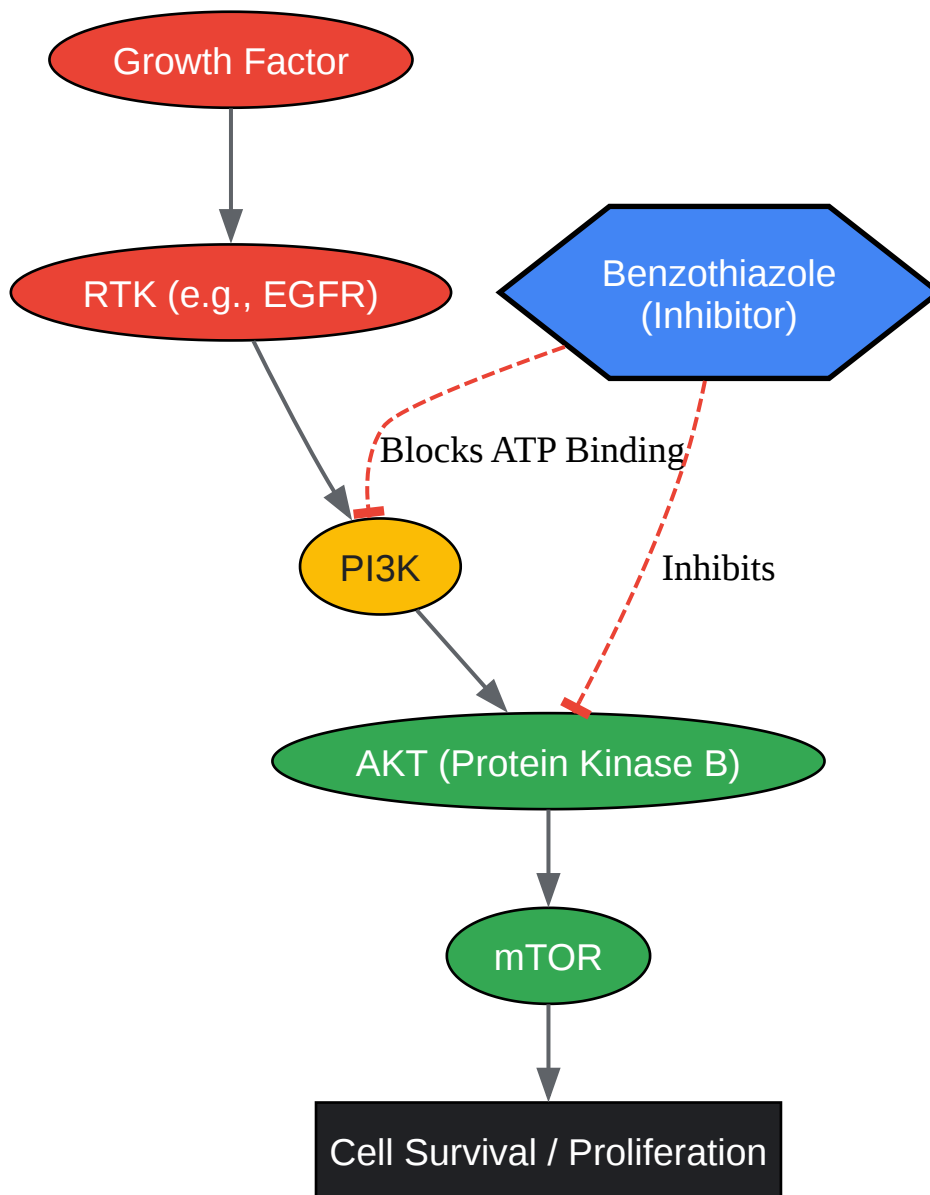 Growth Factor
RTK (e.g., EGFR)
Benzothiazole
(Inhibitor)
Blocks ATP Binding
PI3K
Inhibits
AKT (Protein Kinase B)
mTOR
Cell Survival / Proliferation